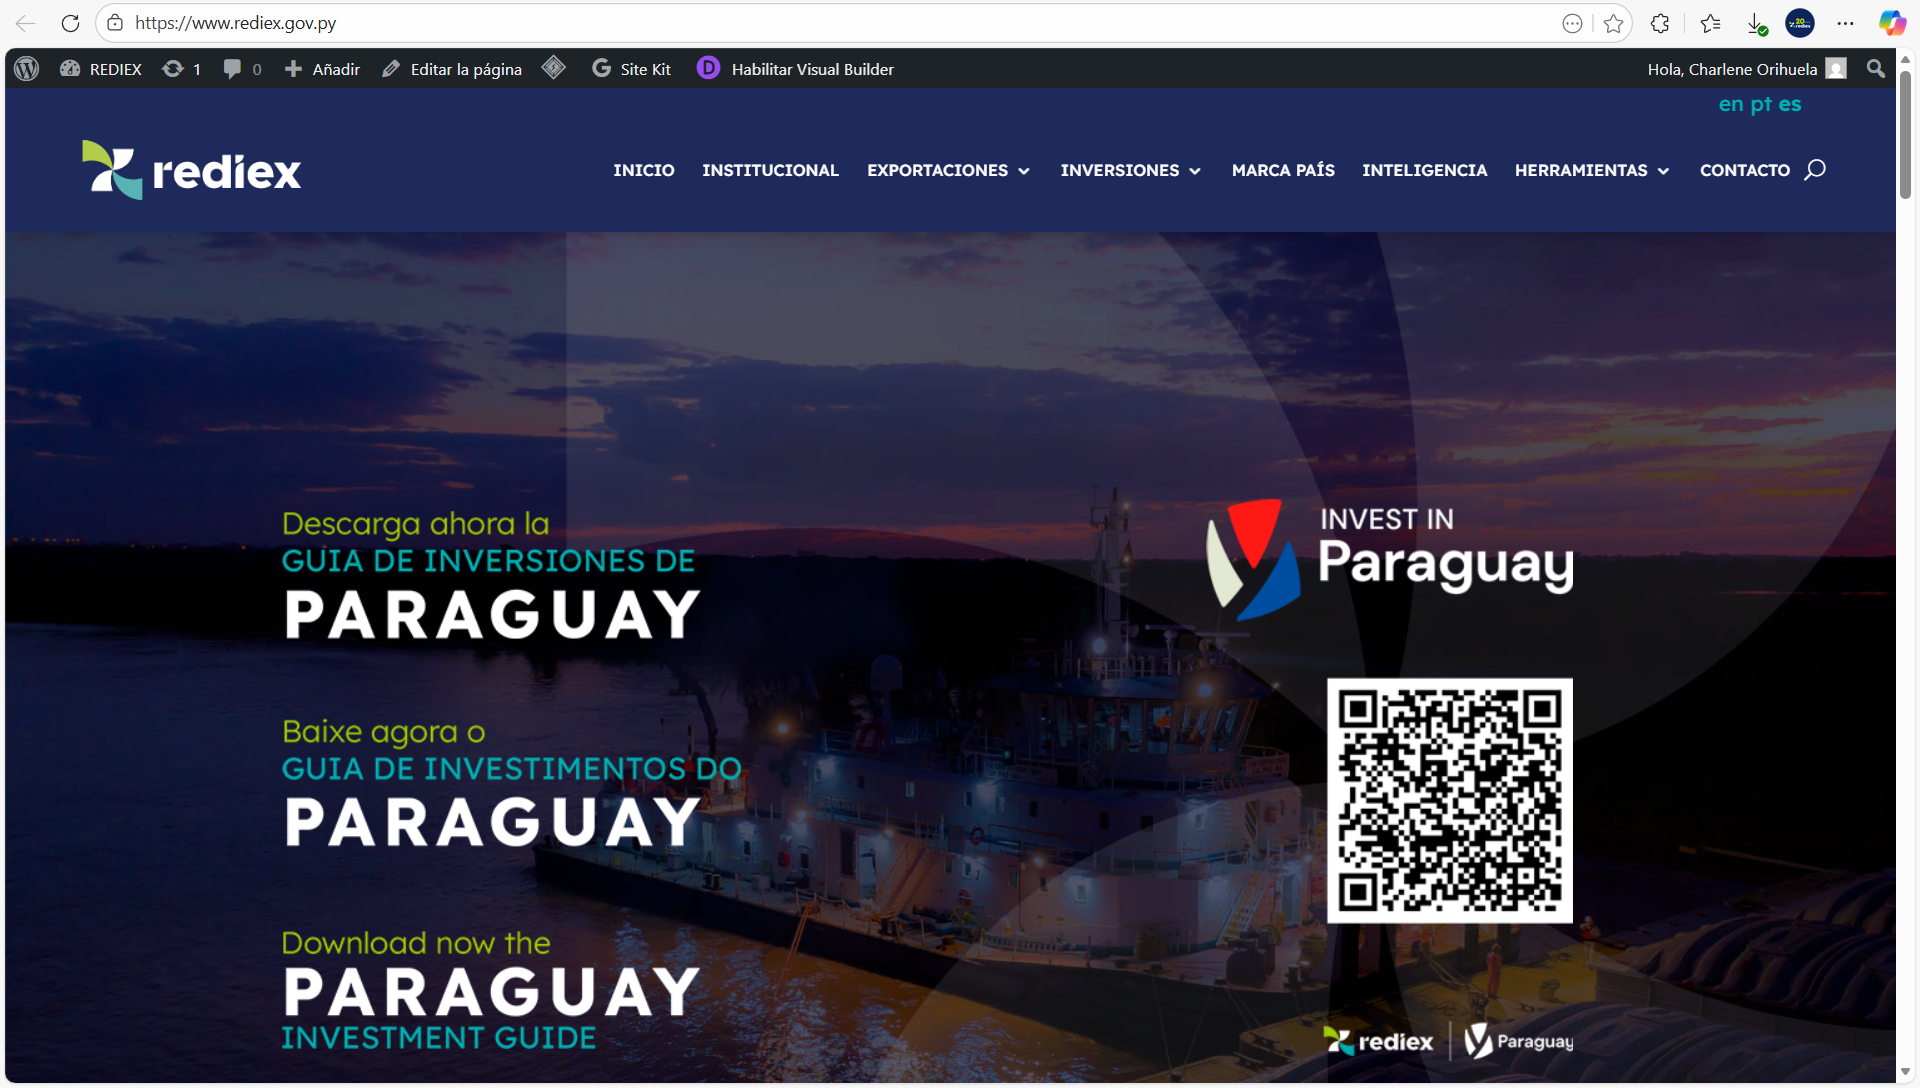 https://www.rediex.gov.py
REDIEX 1 0 Añadir Editar la página Site Kit D Habilitar Visual Builder Hola, Charlene Orihuela
en pt es
rediex INICIO INSTITUCIONAL EXPORTACIONES INVERSIONES MARCA PAÍS INTELIGENCIA HERRAMIENTAS CONTACTO
Descarga ahora la
GUIA DE INVERSIONES DE
PARAGUAY
Baixe agora o
GUIA DE INVESTIMENTOS DO
PARAGUAY
Download now the
PARAGUAY
INVESTMENT GUIDE
INVEST IN
Paraguay
rediex Paraguay